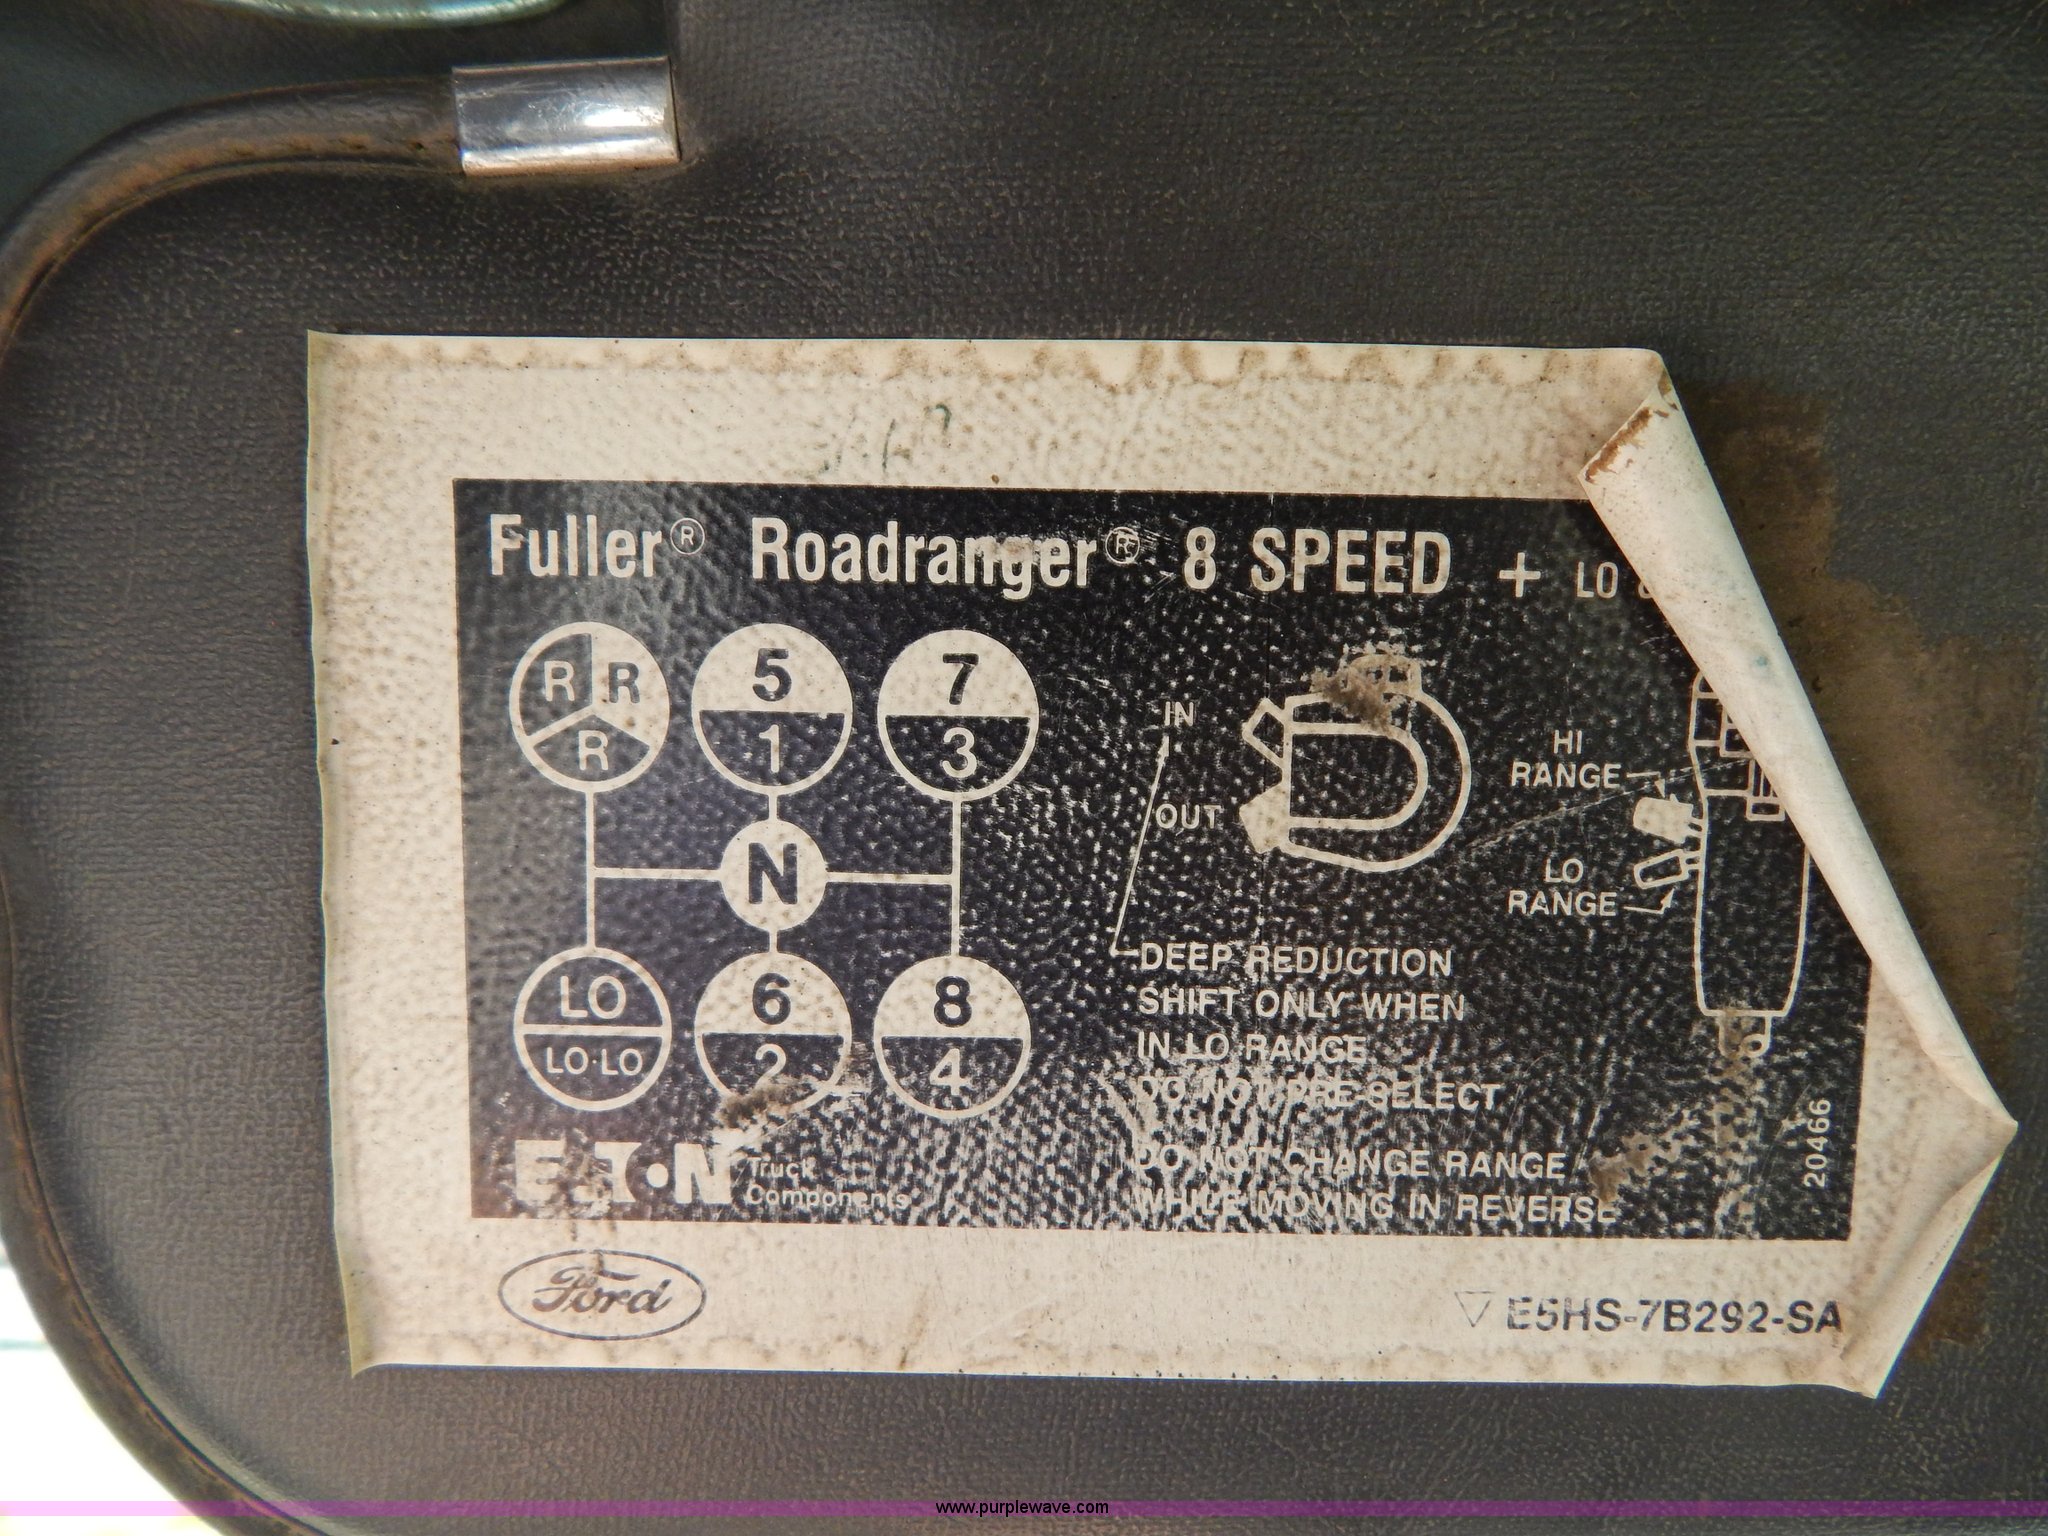 Fuller® Roadranger® 8 SPEED + LO
R R
R
5
1
7
3
N
LO
LO·LO
6
2
8
4
IN
OUT
HI
RANGE
LO
RANGE
DEEP REDUCTION
SHIFT ONLY WHEN
IN LO RANGE
DO NOT PRE-SELECT
DO NOT CHANGE RANGE
WHILE MOVING IN REVERSE
20466
EATON Truck
Components
Ford
E5HS-7B292-SA
www.purplewave.com